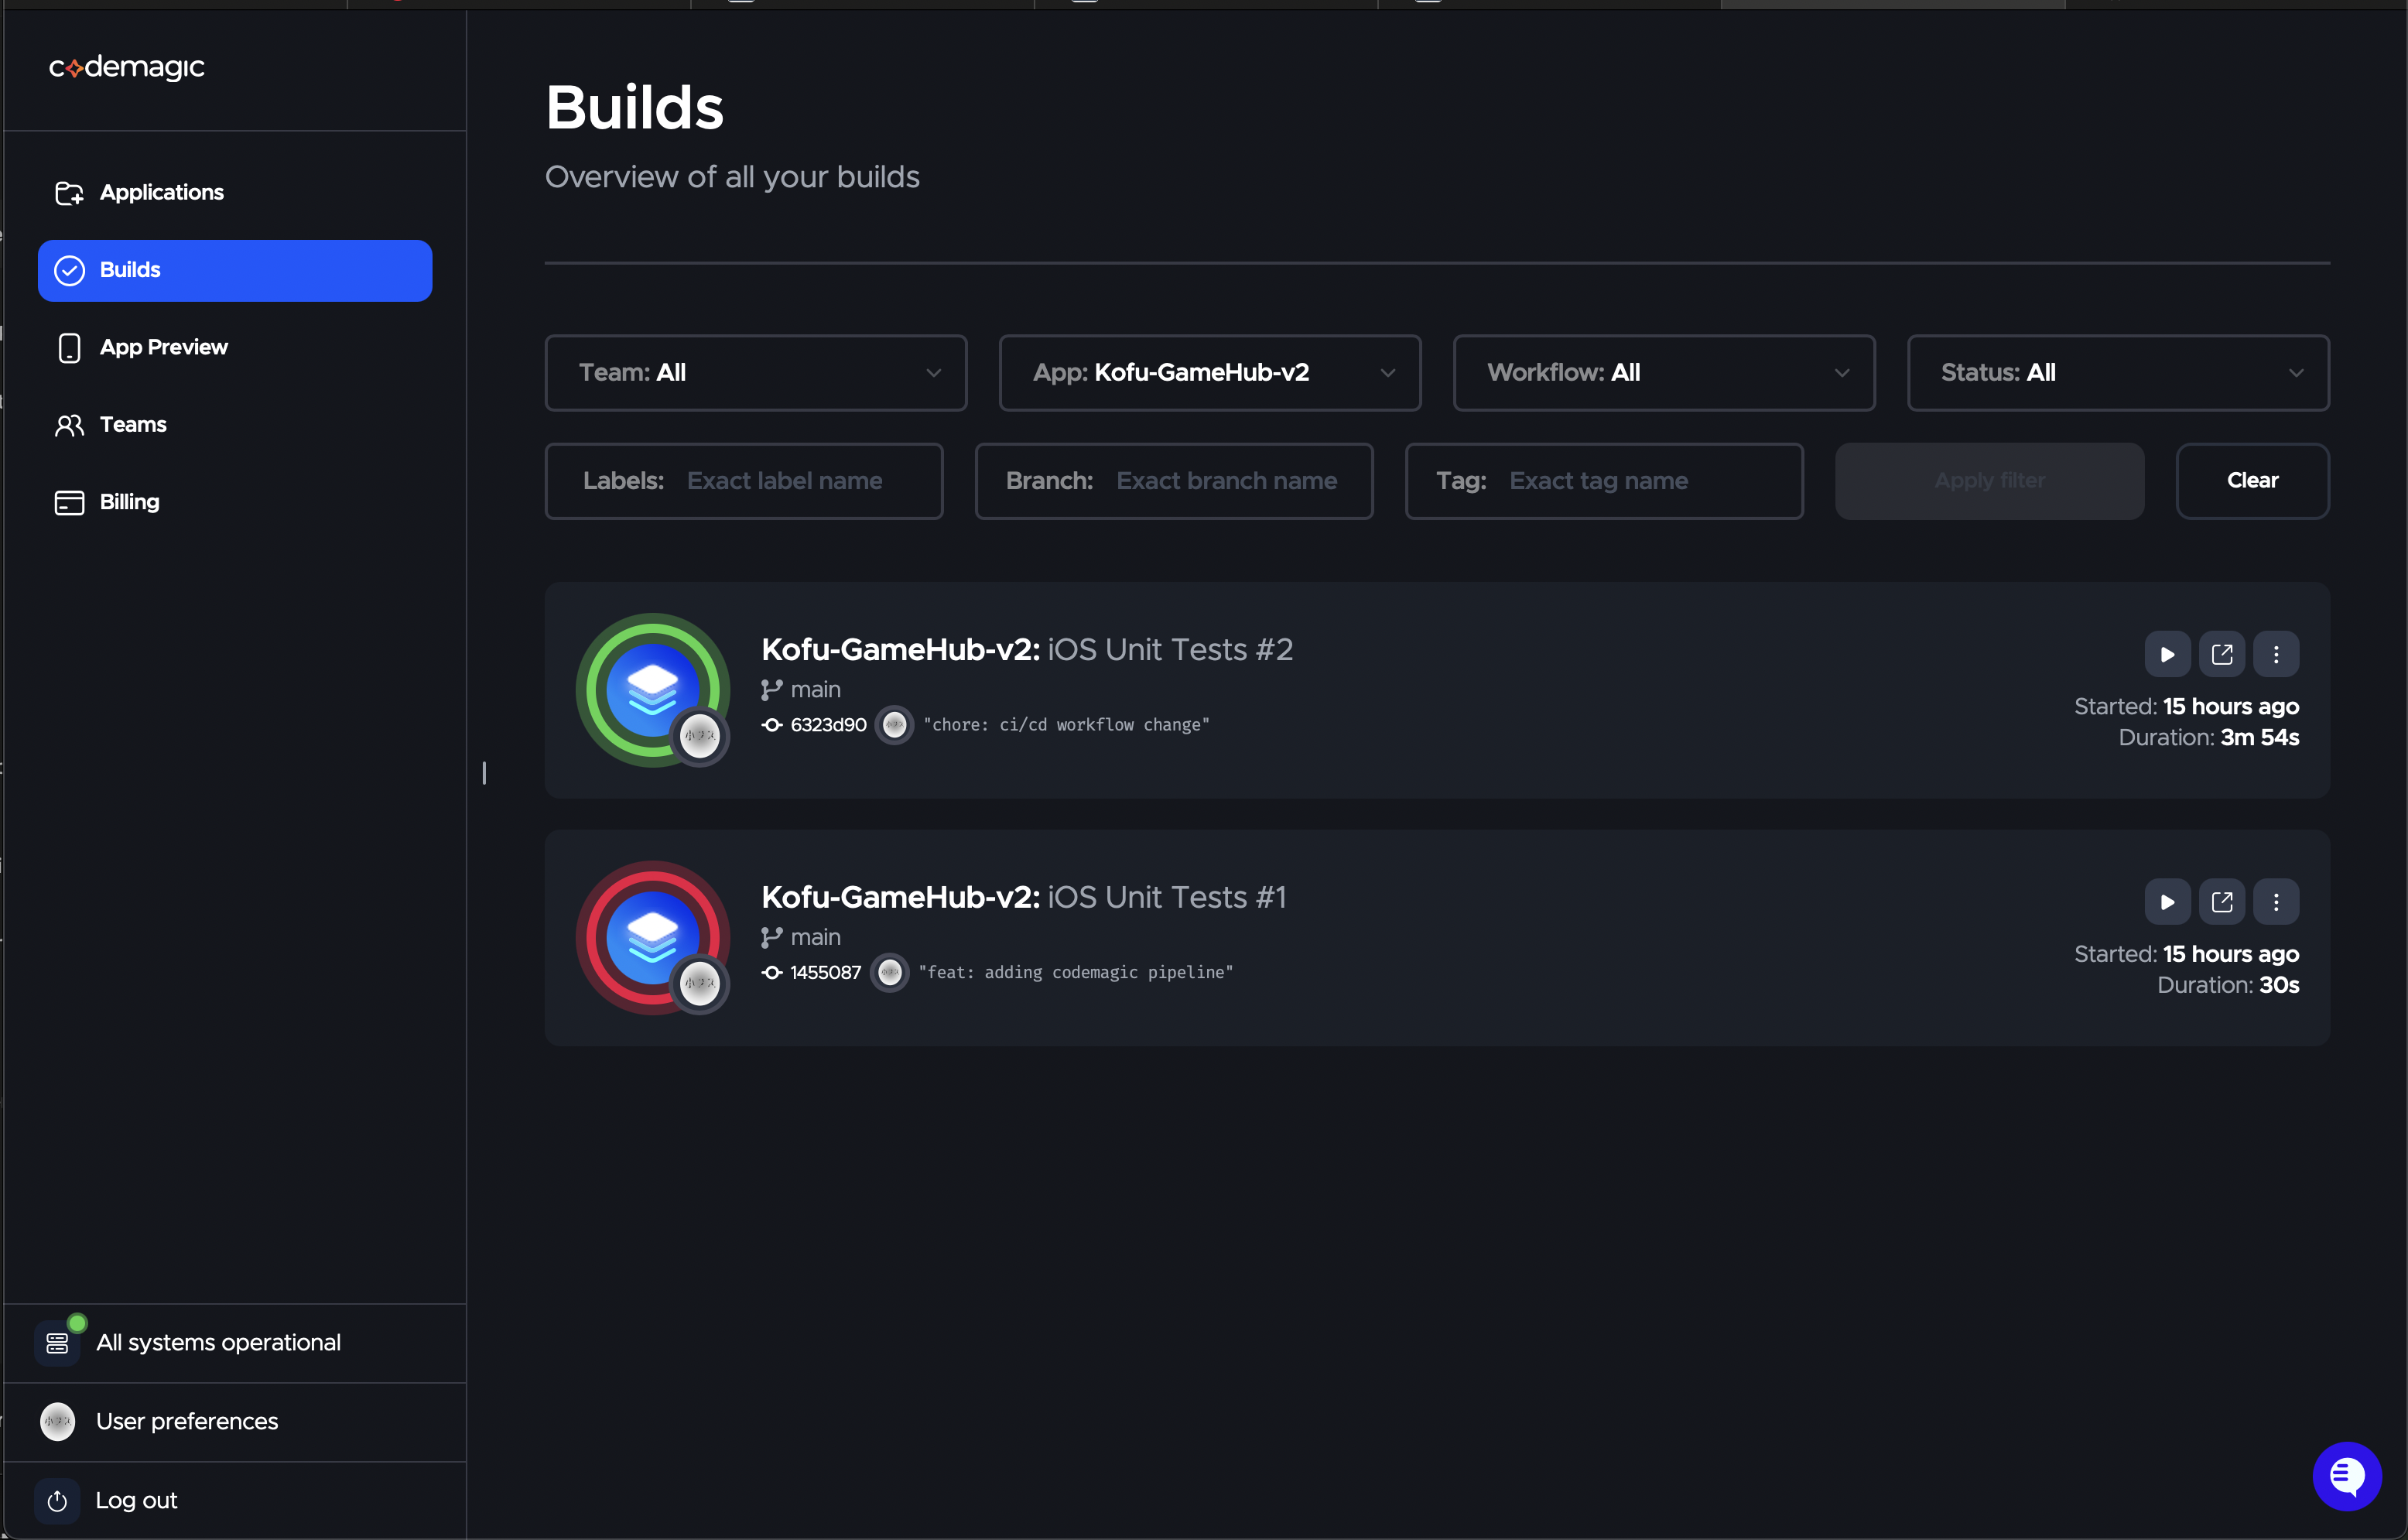 codemagic
Applications
Builds
App Preview
Teams
Billing
All systems operational
User preferences
Log out
Builds
Overview of all your builds
Team: All
App: Kofu-GameHub-v2
Workflow: All
Status: All
Labels: Exact label name
Branch: Exact branch name
Tag: Exact tag name
Apply filter
Clear
Kofu-GameHub-v2: iOS Unit Tests #2
main
6323d90 "chore: ci/cd workflow change"
Started: 15 hours ago
Duration: 3m 54s
Kofu-GameHub-v2: iOS Unit Tests #1
main
1455087 "feat: adding codemagic pipeline"
Started: 15 hours ago
Duration: 30s